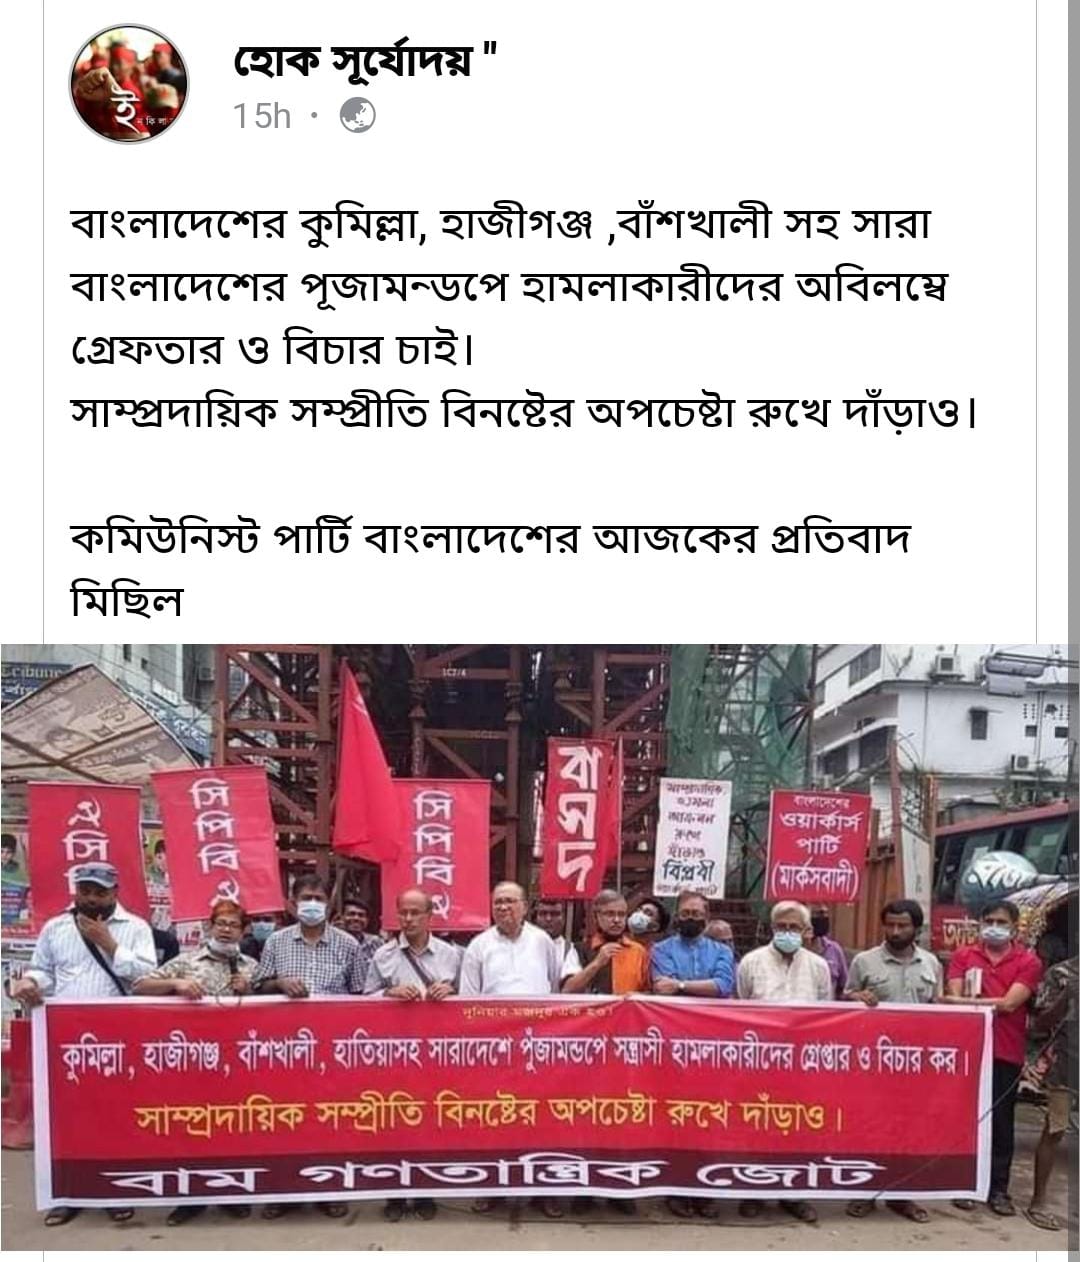 হোক সূর্যোদয় "
15h ·
বাংলাদেশের কুমিল্লা, হাজীগঞ্জ ,বাঁশখালী সহ সারা
বাংলাদেশের পূজামন্ডপে হামলাকারীদের অবিলম্বে
গ্রেফতার ও বিচার চাই।
সাম্প্রদায়িক সম্প্রীতি বিনষ্টের অপচেষ্টা রুখে দাঁড়াও।
কমিউনিস্ট পার্টি বাংলাদেশের আজকের প্রতিবাদ
মিছিল
সিপিবি
সিপিবি
বাসদ
রুখে
বিপ্লবী
বাংলাদেশের
ওয়ার্কার্স
পার্টি
(মার্কসবাদী)
দুনিয়ার মজদুর এক হও।
কুমিল্লা, হাজীগঞ্জ, বাঁশখালী, হাতিয়াসহ সারাদেশে পুঁজামন্ডপে সন্ত্রাসী হামলাকারীদের গ্রেপ্তার ও বিচার কর।
সাম্প্রদায়িক সম্প্রীতি বিনষ্টের অপচেষ্টা রুখে দাঁড়াও।
বাম গণতান্ত্রিক জোট